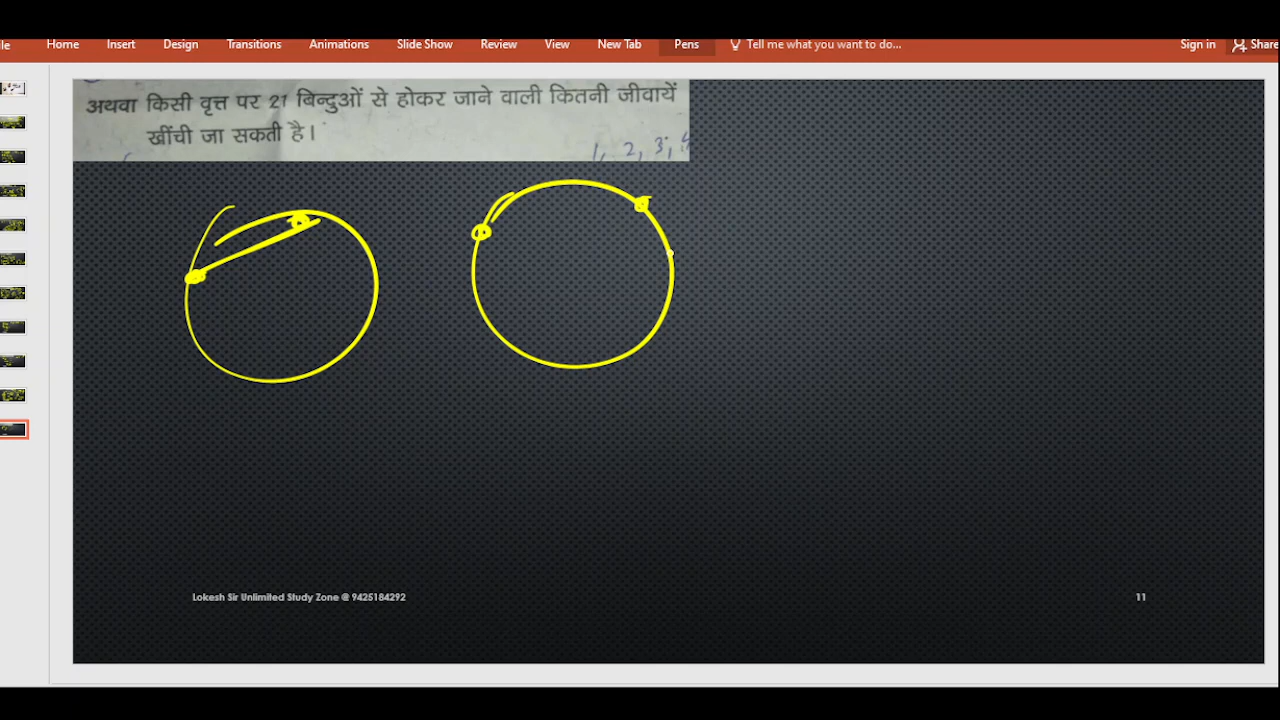 le Home Insert Design Transitions Animations Slide Show Review View New Tab Pens Tell me what you want to do... Sign in Share
अथवा किसी वृत्त पर 21 बिन्दुओं से होकर जाने वाली कितनी जीवायें
खींची जा सकती है।
1, 2, 3,
Lokesh Sir Unlimited Study Zone @ 9425184292 11